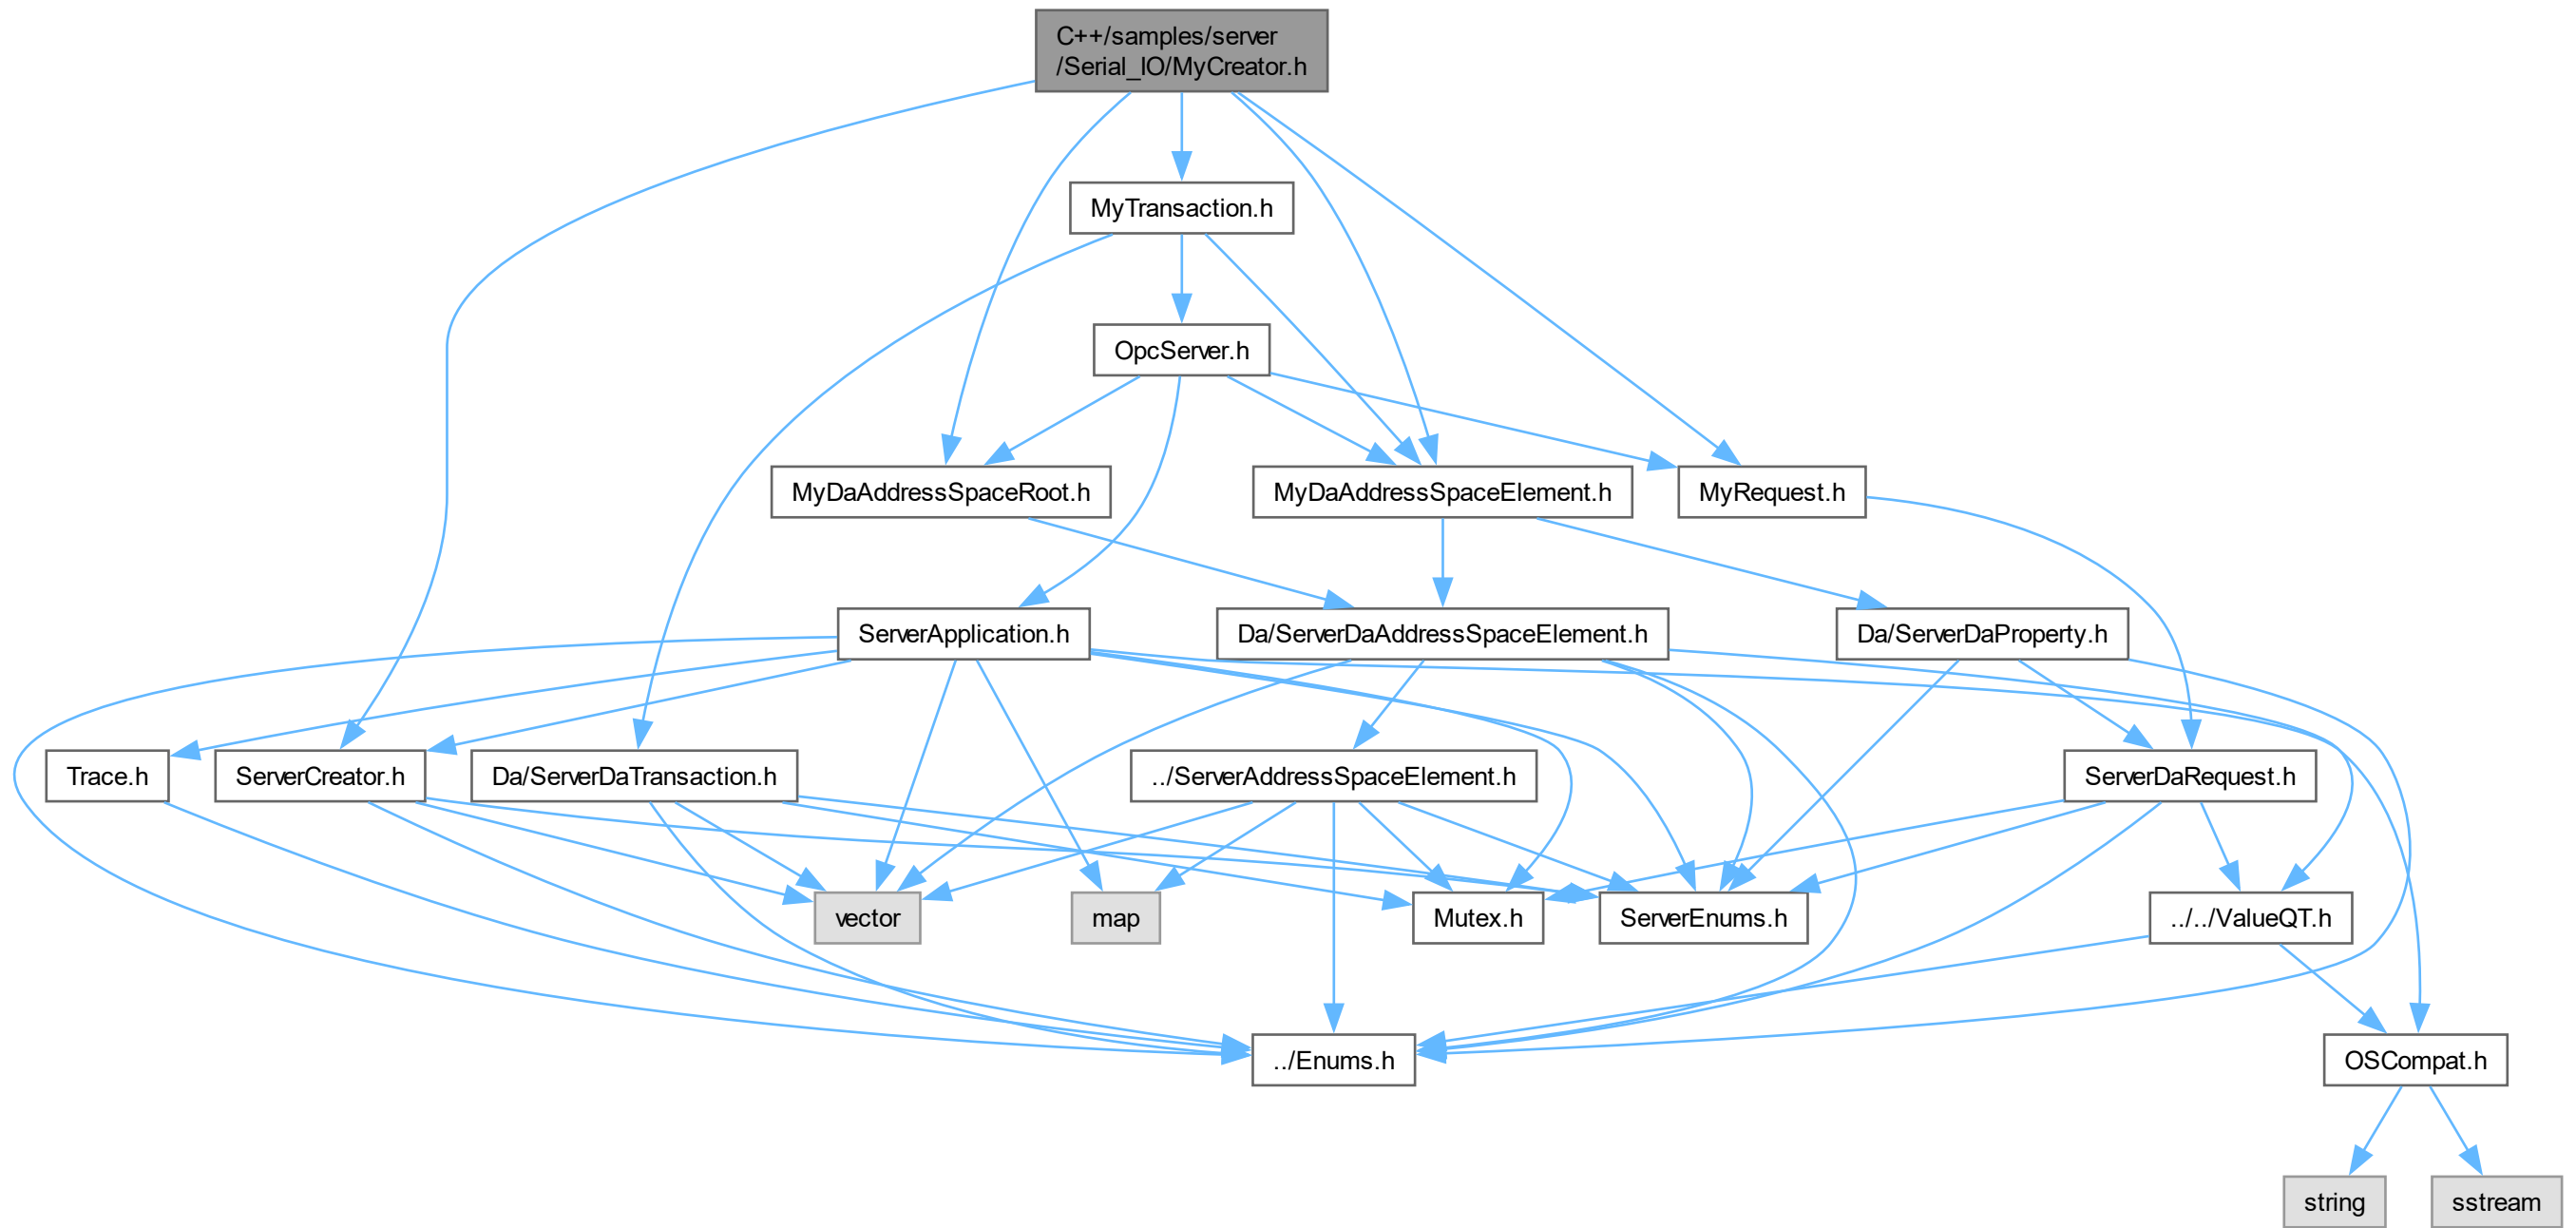 C++/samples/server
/Serial_IO/MyCreator.h
MyTransaction.h
OpcServer.h
MyDaAddressSpaceRoot.h
MyDaAddressSpaceElement.h
MyRequest.h
ServerApplication.h
Da/ServerDaAddressSpaceElement.h
Da/ServerDaProperty.h
Trace.h
ServerCreator.h
Da/ServerDaTransaction.h
../ServerAddressSpaceElement.h
ServerDaRequest.h
vector
map
Mutex.h
ServerEnums.h
../../ValueQT.h
../Enums.h
OSCompat.h
string
sstream